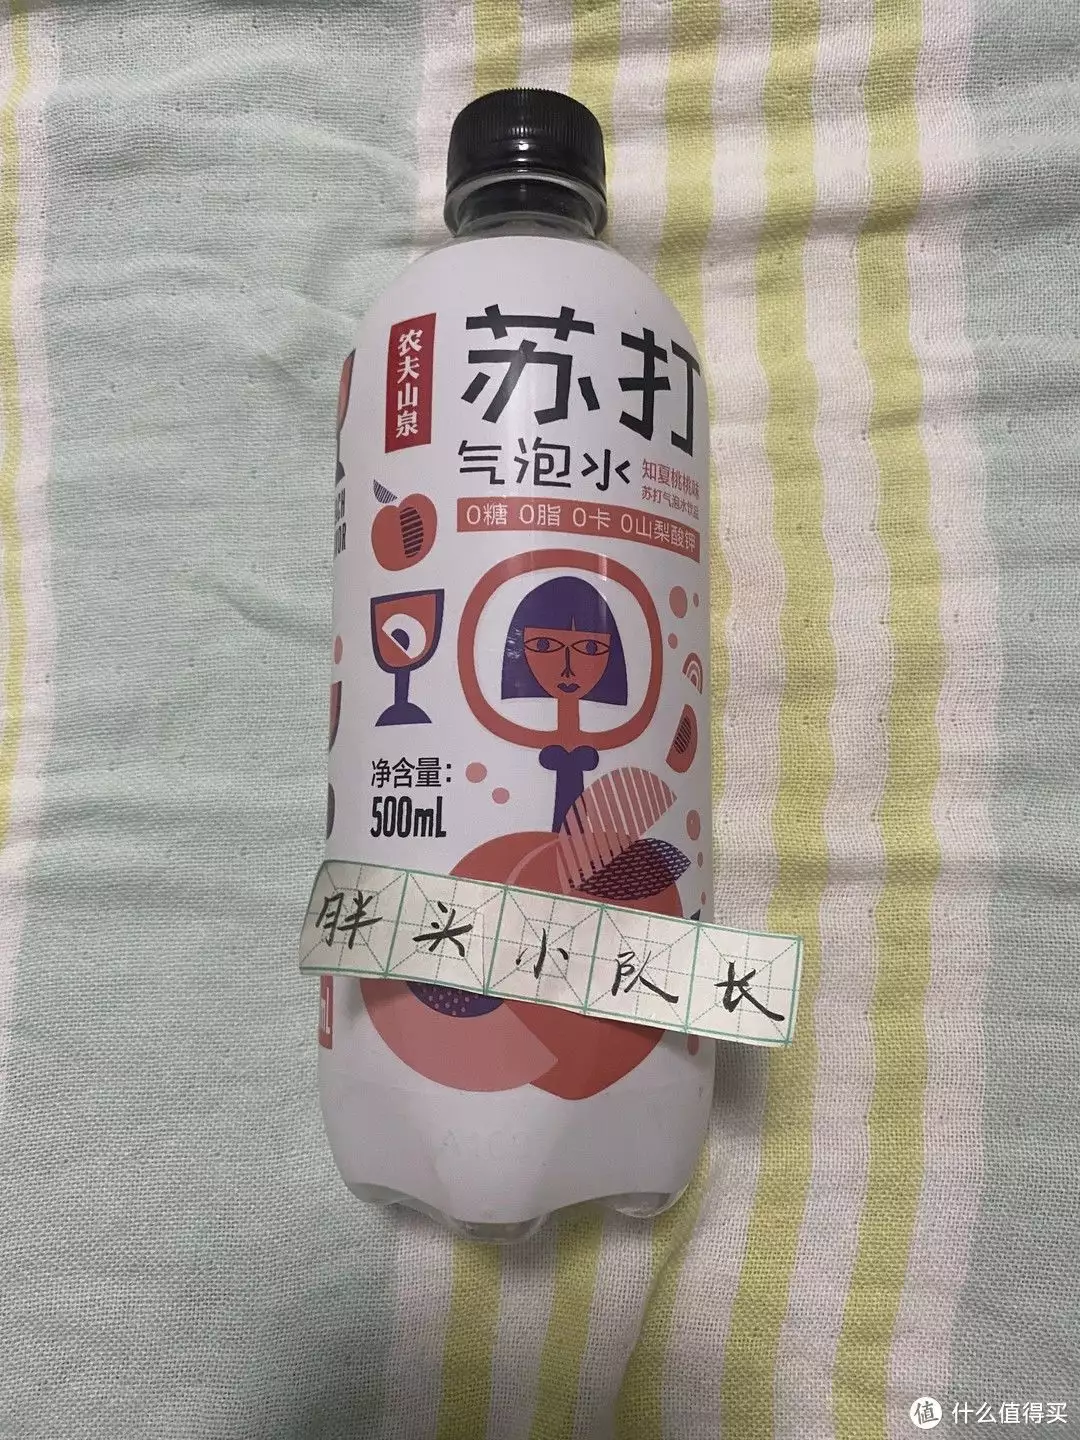 农夫山泉
苏打
气泡水
知夏桃桃味
苏打气泡水饮品
0糖 0脂 0卡 0山梨酸钾
净含量：
500mL
胖头小队长
值 什么值得买